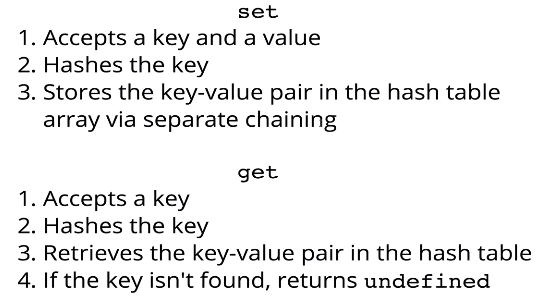 set
1. Accepts a key and a value
2. Hashes the key
3. Stores the key-value pair in the hash table
array via separate chaining
get
1. Accepts a key
2. Hashes the key
3. Retrieves the key-value pair in the hash table
4. If the key isn't found, returns undefined